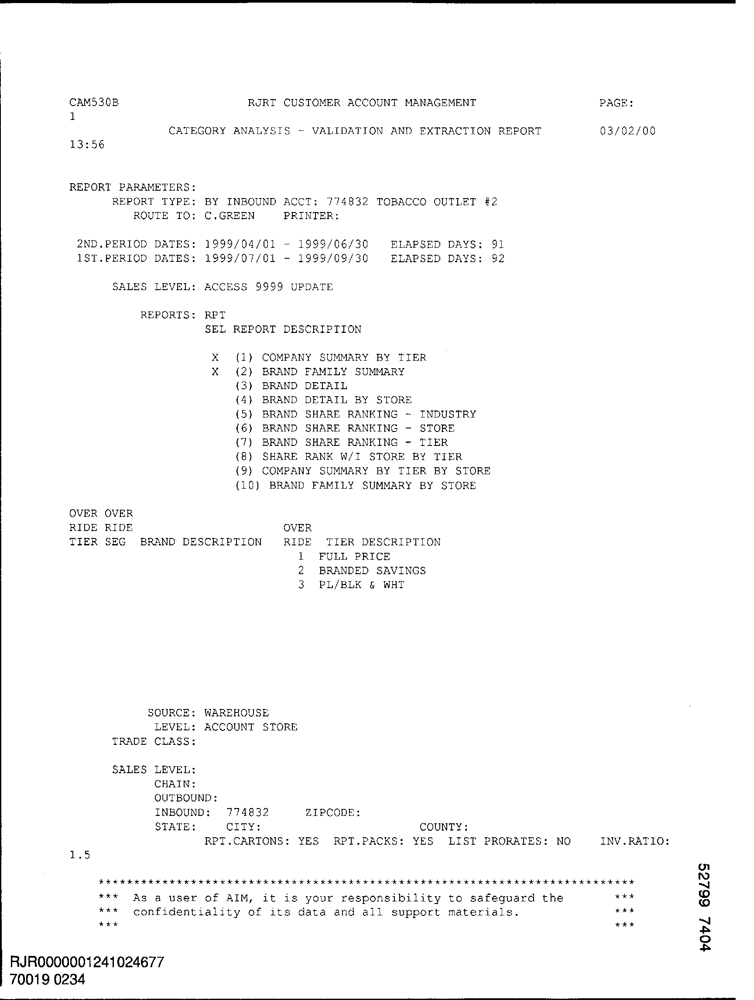 CAM530B RJRT CUSTOMER ACCOUNT MANAGEMENT PAGE:
1
CATEGORY ANALYSIS - VALIDATION AND EXTRACTION REPORT 03/02/00
13:56
REPORT PARAMETERS:
REPORT TYPE: BY INBOUND ACCT: 774832 TOBACCO OUTLET #2
ROUTE TO: C.GREEN PRINTER:
2ND.PERIOD DATES: 1999/04/01 - 1999/06/30 ELAPSED DAYS: 91
1ST.PERIOD DATES: 1999/07/01 - 1999/09/30 ELAPSED DAYS: 92
SALES LEVEL: ACCESS 9999 UPDATE
REPORTS: RPT
SEL REPORT DESCRIPTION
X (1) COMPANY SUMMARY BY TIER
X (2) BRAND FAMILY SUMMARY
(3) BRAND DETAIL
(4) BRAND DETAIL BY STORE
(5) BRAND SHARE RANKING - INDUSTRY
(6) BRAND SHARE RANKING - STORE
(7) BRAND SHARE RANKING - TIER
(8) SHARE RANK W/I STORE BY TIER
(9) COMPANY SUMMARY BY TIER BY STORE
(10) BRAND FAMILY SUMMARY BY STORE
OVER OVER
RIDE RIDE OVER
TIER SEG BRAND DESCRIPTION RIDE TIER DESCRIPTION
1 FULL PRICE
2 BRANDED SAVINGS
3 PL/BLK & WHT
SOURCE: WAREHOUSE
LEVEL: ACCOUNT STORE
TRADE CLASS:
SALES LEVEL:
CHAIN:
OUTBOUND:
INBOUND: 774832 ZIPCODE:
STATE: CITY: COUNTY:
RPT.CARTONS: YES RPT.PACKS: YES LIST PRORATES: NO INV.RATIO:
1.5
***************************************************************************
*** As a user of AIM, it is your responsibility to safeguard the ***
*** confidentiality of its data and all support materials. ***
*** ***
52799 7404
RJR0000001241024677
70019 0234